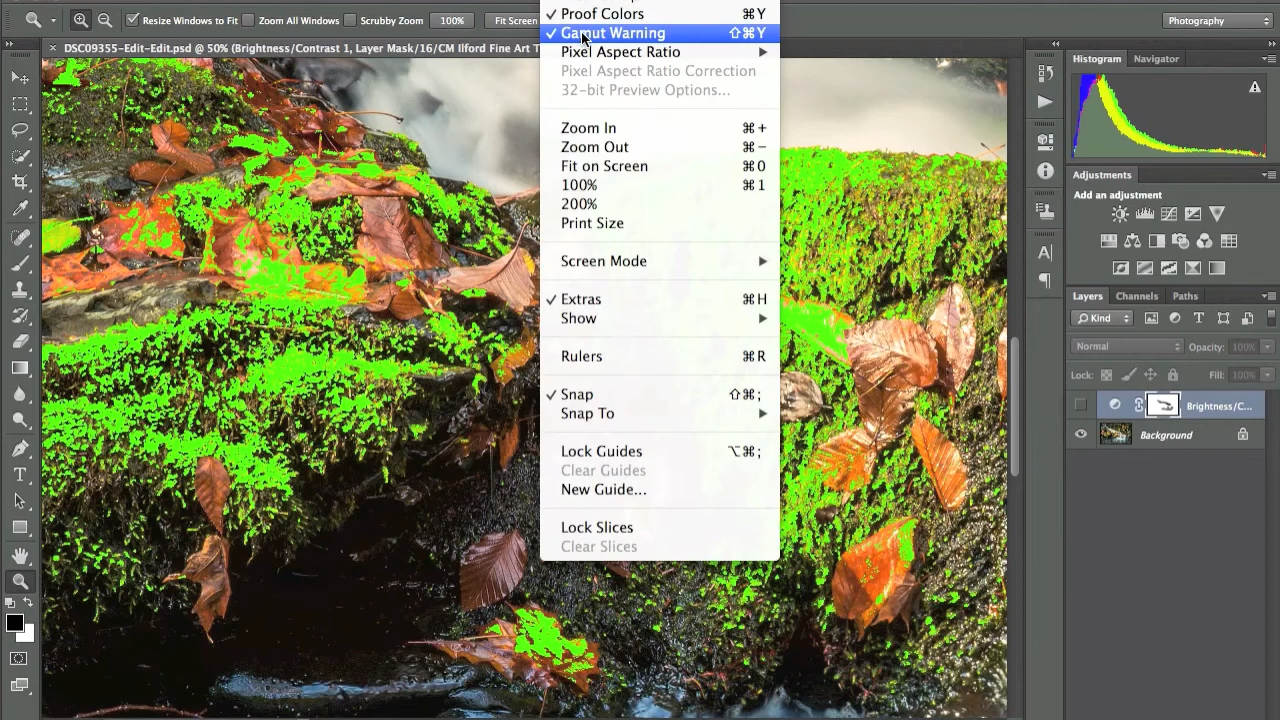 Resize Windows to Fit
Zoom All Windows
Scrubby Zoom
100%
Fit Screen
Photography
DSC09355-Edit-Edit.psd @ 50% (Brightness/Contrast 1, Layer Mask/16/CM Ilford Fine Art T
Proof Colors ⌘Y
Gamut Warning ⇧⌘Y
Pixel Aspect Ratio
Pixel Aspect Ratio Correction
32-bit Preview Options...
Zoom In ⌘+
Zoom Out ⌘−
Fit on Screen ⌘0
100% ⌘1
200%
Print Size
Screen Mode
Extras ⌘H
Show
Rulers ⌘R
Snap ⇧⌘;
Snap To
Lock Guides ⌥⌘;
Clear Guides
New Guide...
Lock Slices
Clear Slices
Histogram Navigator
Adjustments
Add an adjustment
Layers Channels Paths
Kind
Normal Opacity: 100%
Lock: Fill: 100%
Brightness/C...
Background